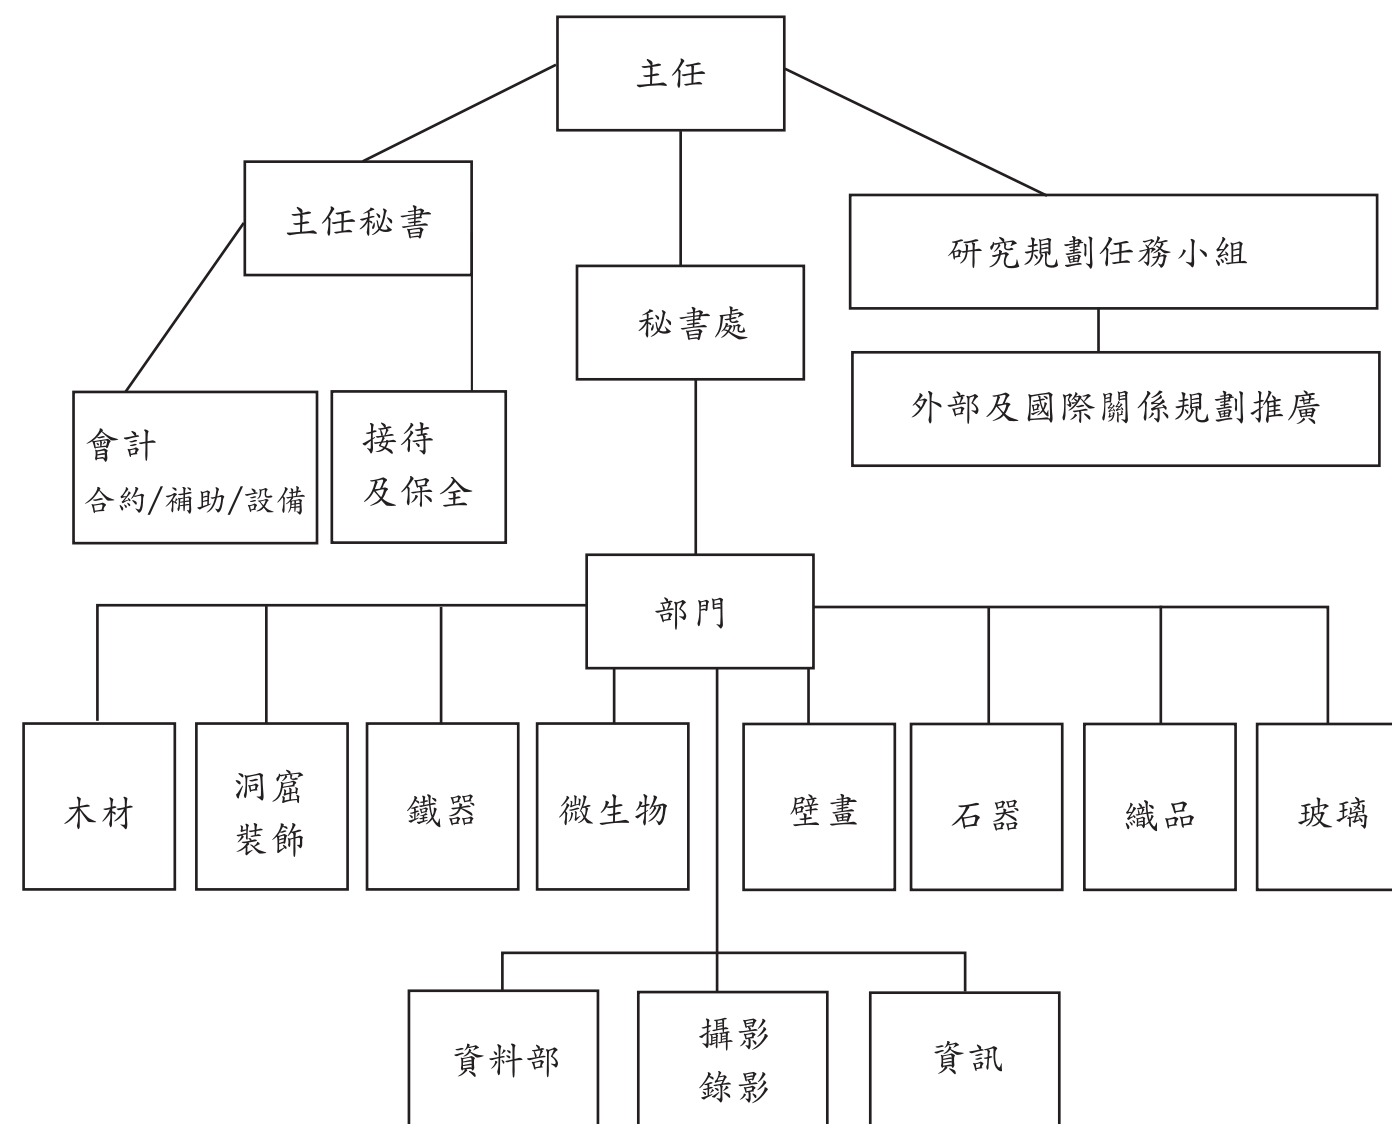 主任
主任秘書
研究規劃任務小組
秘書處
外部及國際關係規劃推廣
會計
合約/補助/設備
接待
及保全
部門
木材
洞窟
裝飾
鐵器
微生物
壁畫
石器
織品
玻璃
資料部
攝影
錄影
資訊